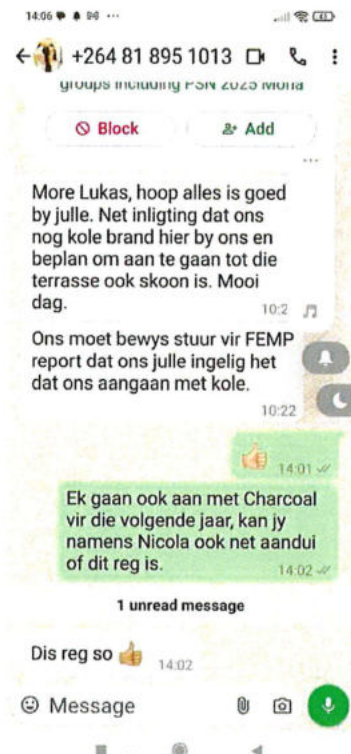 14:06
+264 81 895 1013
groups including PSN 2025 Mona
Block
Add
More Lukas, hoop alles is goed
by julle. Net inligting dat ons
nog kole brand hier by ons en
beplan om aan te gaan tot die
terrasse ook skoon is. Mooi
dag.
10:2
Ons moet bewys stuur vir FEMP
report dat ons julle ingelig het
dat ons aangaan met kole.
10:22
👍
14:01
Ek gaan ook aan met Charcoal
vir die volgende jaar, kan jy
namens Nicola ook net aandui
of dit reg is.
14:02
1 unread message
Dis reg so 👍
14:02
Message